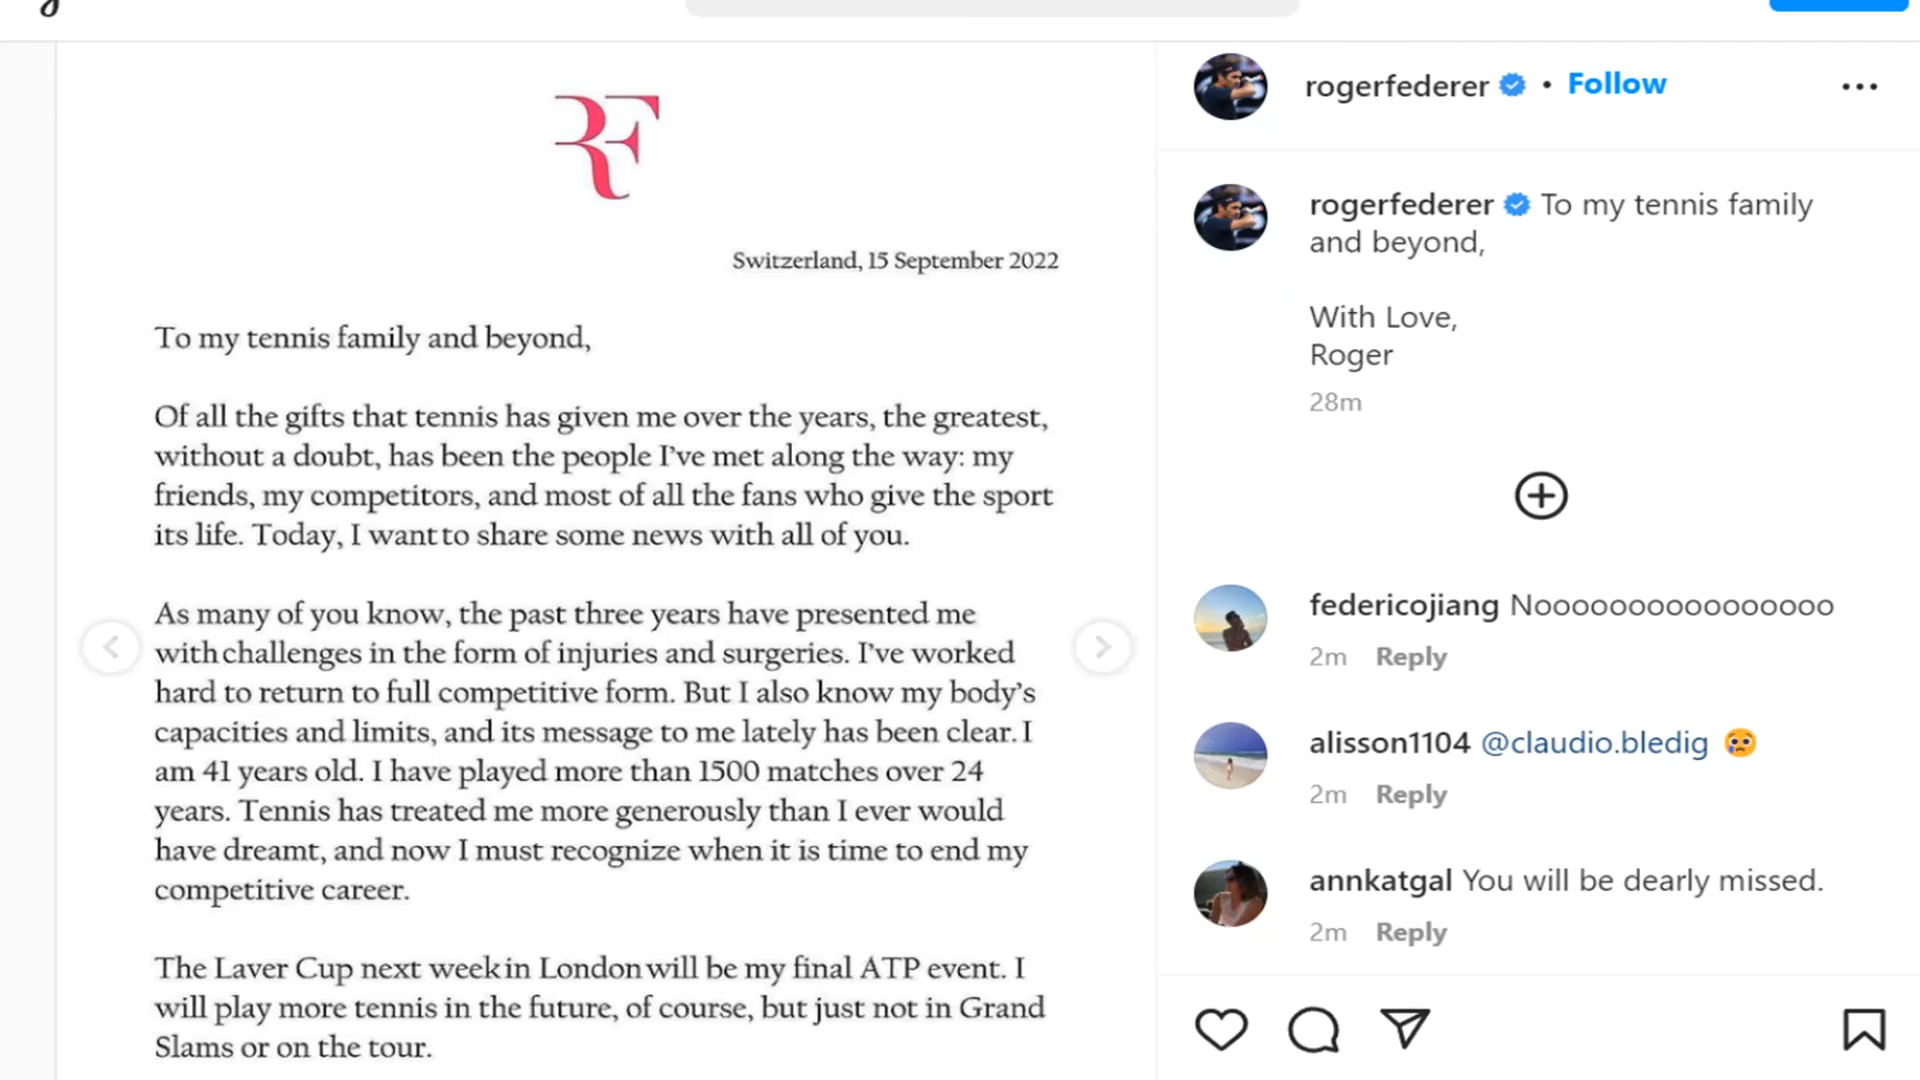 RF
Switzerland, 15 September 2022
To my tennis family and beyond,
Of all the gifts that tennis has given me over the years, the greatest,
without a doubt, has been the people I’ve met along the way: my
friends, my competitors, and most of all the fans who give the sport
its life. Today, I want to share some news with all of you.
As many of you know, the past three years have presented me
with challenges in the form of injuries and surgeries. I’ve worked
hard to return to full competitive form. But I also know my body’s
capacities and limits, and its message to me lately has been clear. I
am 41 years old. I have played more than 1500 matches over 24
years. Tennis has treated me more generously than I ever would
have dreamt, and now I must recognize when it is time to end my
competitive career.
The Laver Cup next week in London will be my final ATP event. I
will play more tennis in the future, of course, but just not in Grand
Slams or on the tour.
rogerfederer • Follow
rogerfederer To my tennis family
and beyond,
With Love,
Roger
28m
federicojiang Noooooooooooooooo
2m Reply
alisson1104 @claudio.bledig 😢
2m Reply
annkatgal You will be dearly missed.
2m Reply